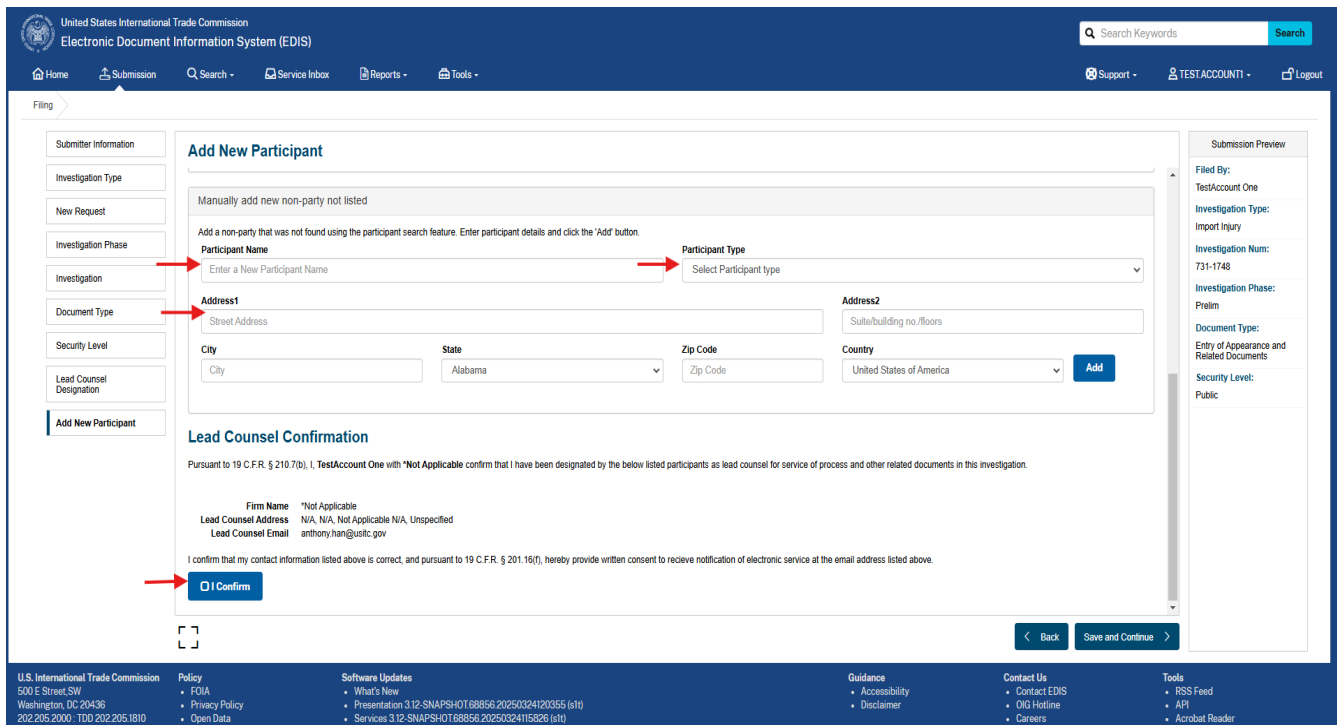 United States International Trade Commission
Electronic Document Information System (EDIS)
Search Keywords
Search
Home
Submission
Search
Service Inbox
Reports
Tools
Support
TEST.ACCOUNT1
Logout
Filing
Submitter Information
Investigation Type
New Request
Investigation Phase
Investigation
Document Type
Security Level
Lead Counsel
Designation
Add New Participant
Add New Participant
Manually add new non-party not listed
Add a non-party that was not found using the participant search feature. Enter participant details and click the 'Add' button.
Participant Name
Participant Type
Enter a New Participant Name
Select Participant type
Address1
Address2
Street Address
Suite/building no./floors
City
State
Zip Code
Country
City
Alabama
Zip Code
United States of America
Add
Lead Counsel Confirmation
Pursuant to 19 C.F.R. § 210.7(b), I, TestAccount One with *Not Applicable confirm that I have been designated by the below listed participants as lead counsel for service of process and other related documents in this investigation.
Firm Name *Not Applicable
Lead Counsel Address N/A, N/A, Not Applicable N/A, Unspecified
Lead Counsel Email anthony.han@usitc.gov
I confirm that my contact information listed above is correct, and pursuant to 19 C.F.R. § 201.16(f), hereby provide written consent to recieve notification of electronic service at the email address listed above.
I Confirm
Back
Save and Continue
Submission Preview
Filed By:
TestAccount One
Investigation Type:
Import Injury
Investigation Num:
731-1748
Investigation Phase:
Prelim
Document Type:
Entry of Appearance and
Related Documents
Security Level:
Public
U.S. International Trade Commission
500 E Street, SW
Washington, DC 20436
202.205.2000 : TDD 202.205.1810
Policy
FOIA
Privacy Policy
Open Data
Software Updates
What's New
Presentation 3.12-SNAPSHOT.68856.20250324120355 (s1t)
Services 3.12-SNAPSHOT.68856.20250324115826 (s1t)
Guidance
Accessibility
Disclaimer
Contact Us
Contact EDIS
OIG Hotline
Careers
Tools
RSS Feed
API
Acrobat Reader